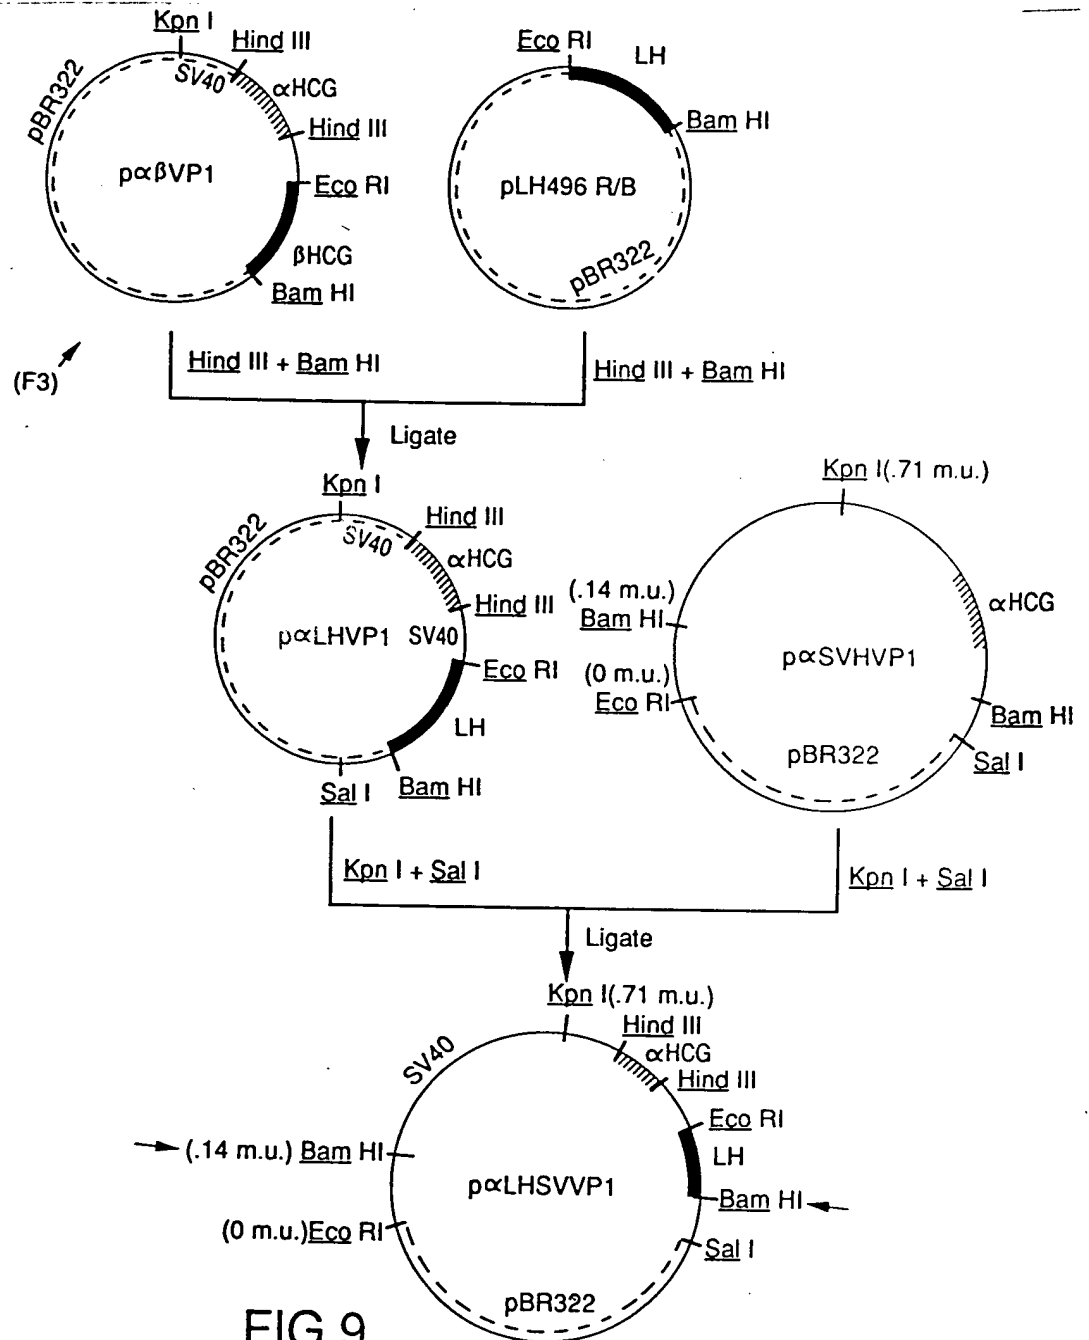 Kpn I
Hind III
pBR322
SV40
αHCG
Hind III
pαβVP1
Eco RI
βHCG
Bam HI
Eco RI
LH
Bam HI
pLH496 R/B
pBR322
(F3)
Hind III + Bam HI
Hind III + Bam HI
Ligate
Kpn I
Hind III
pBR322
SV40
αHCG
Hind III
pαLHVP1
SV40
Eco RI
LH
Bam HI
Sal I
Kpn I(.71 m.u.)
(.14 m.u.)
Bam HI
αHCG
pαSVHVP1
(0 m.u.)
Eco RI
Bam HI
pBR322
Sal I
Kpn I + Sal I
Kpn I + Sal I
Ligate
Kpn I(.71 m.u.)
Hind III
SV40
αHCG
Hind III
Eco RI
LH
(.14 m.u.) Bam HI
pαLHSVVP1
Bam HI
(0 m.u.)Eco RI
Sal I
pBR322
FIG.9